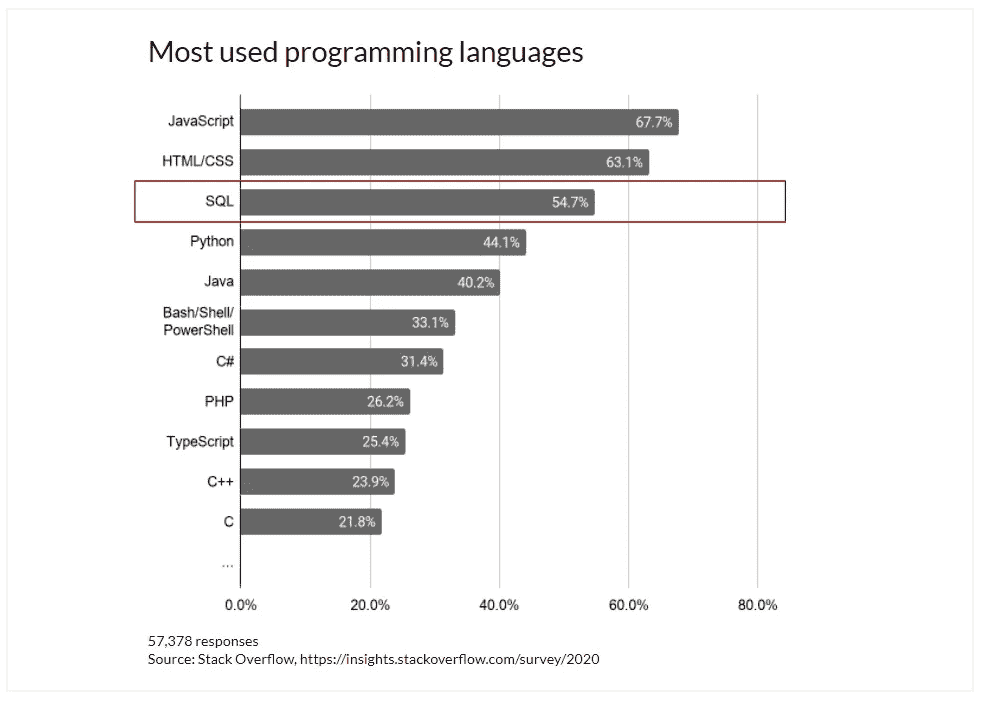 Most used programming languages
JavaScript 67.7%
HTML/CSS 63.1%
SQL 54.7%
Python 44.1%
Java 40.2%
Bash/Shell/
PowerShell 33.1%
C# 31.4%
PHP 26.2%
TypeScript 25.4%
C++ 23.9%
C 21.8%
...
0.0% 20.0% 40.0% 60.0% 80.0%
57,378 responses
Source: Stack Overflow, https://insights.stackoverflow.com/survey/2020